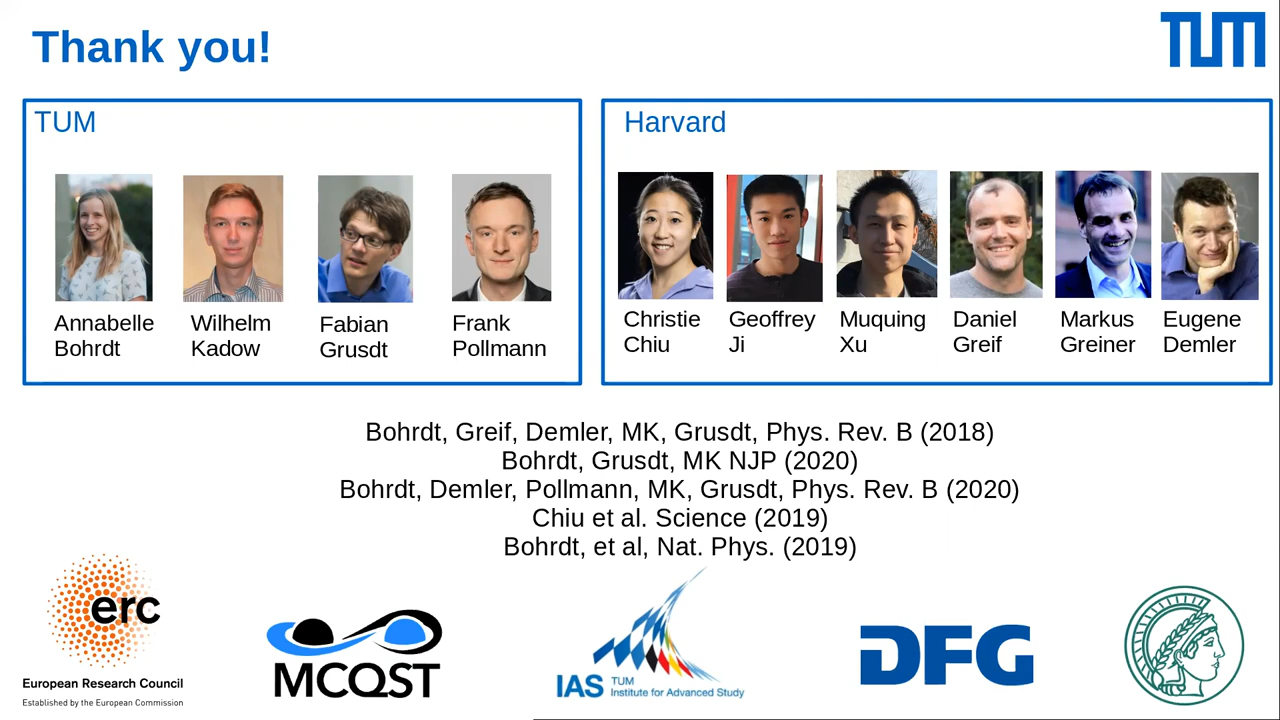 Thank you!
TUM
TUM
Annabelle
Bohrdt
Wilhelm
Kadow
Fabian
Grusdt
Frank
Pollmann
Harvard
Christie
Chiu
Geoffrey
Ji
Muquing
Xu
Daniel
Greif
Markus
Greiner
Eugene
Demler
Bohrdt, Greif, Demler, MK, Grusdt, Phys. Rev. B (2018)
Bohrdt, Grusdt, MK NJP (2020)
Bohrdt, Demler, Pollmann, MK, Grusdt, Phys. Rev. B (2020)
Chiu et al. Science (2019)
Bohrdt, et al, Nat. Phys. (2019)
erc
European Research Council
Established by the European Commission
MCQST
IAS
TUM
Institute for Advanced Study
DFG